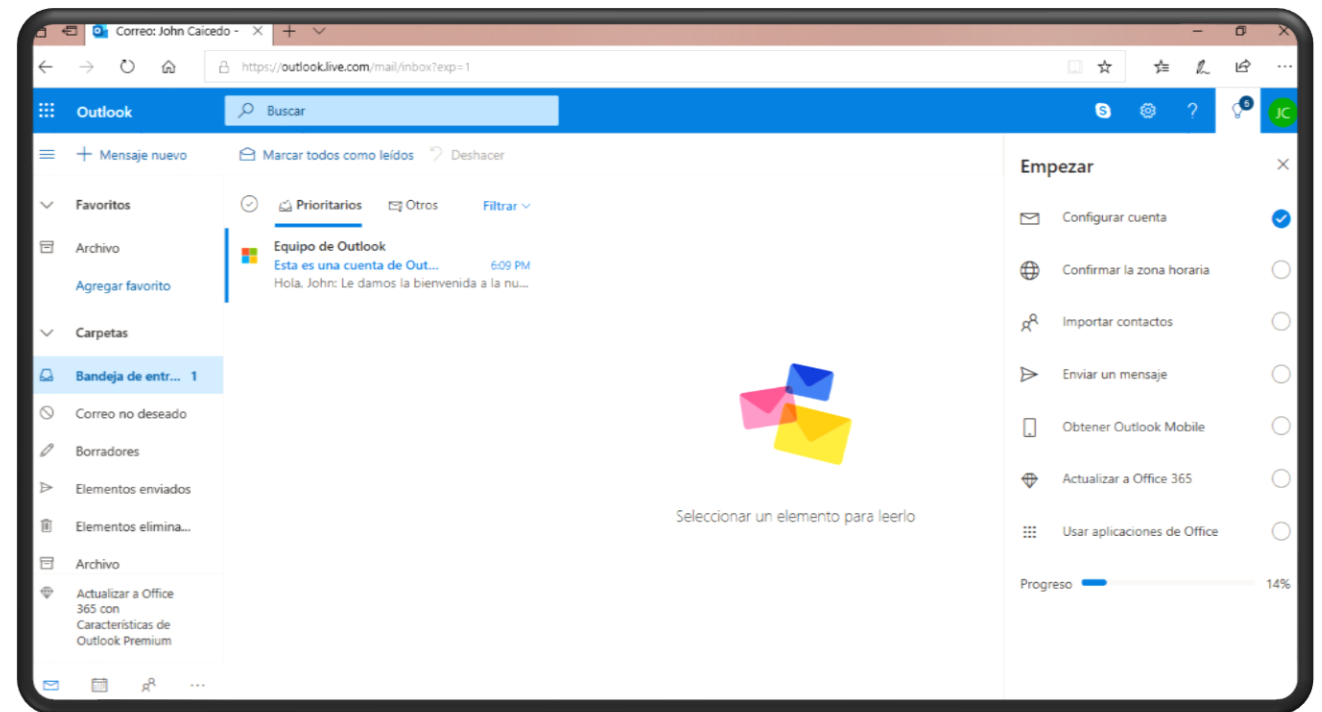 Correo: John Caicedo -
https://outlook.live.com/mail/inbox?exp=1
Outlook
Buscar
S
?
6
JC
Mensaje nuevo
Marcar todos como leídos
Deshacer
Empezar
Favoritos
Prioritarios
Otros
Filtrar
Configurar cuenta
Archivo
Equipo de Outlook
Esta es una cuenta de Out...
6:09 PM
Hola, John: Le damos la bienvenida a la nu...
Agregar favorito
Confirmar la zona horaria
Carpetas
Importar contactos
Bandeja de entr... 1
Enviar un mensaje
Correo no deseado
Obtener Outlook Mobile
Borradores
Actualizar a Office 365
Elementos enviados
Seleccionar un elemento para leerlo
Elementos elimina...
Usar aplicaciones de Office
Archivo
Progreso
14%
Actualizar a Office
365 con
Características de
Outlook Premium